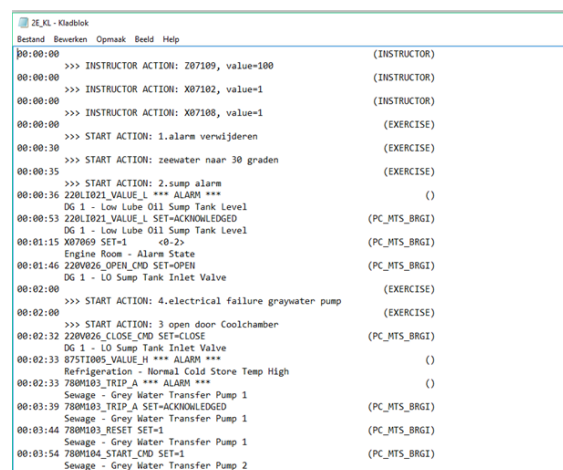 2E_KL - Kladblok
Bestand Bewerken Opmaak Beeld Help
00:00:00 (INSTRUCTOR)
>>> INSTRUCTOR ACTION: Z07109, value=100
00:00:00 (INSTRUCTOR)
>>> INSTRUCTOR ACTION: X07102, value=1
00:00:00 (INSTRUCTOR)
>>> INSTRUCTOR ACTION: X07108, value=1
00:00:00 (EXERCISE)
>>> START ACTION: 1.alarm verwijderen
00:00:30 (EXERCISE)
>>> START ACTION: zeewater naar 30 graden
00:00:35 (EXERCISE)
>>> START ACTION: 2.sump alarm
00:00:36 220LI021_VALUE_L *** ALARM *** ()
DG 1 - Low Lube Oil Sump Tank Level
00:00:53 220LI021_VALUE_L SET=ACKNOWLEDGED (PC_MTS_BRGI)
DG 1 - Low Lube Oil Sump Tank Level
00:01:15 X07069 SET=1 <0-2> (PC_MTS_BRGI)
Engine Room - Alarm State
00:01:46 220V026_OPEN_CMD SET=OPEN (PC_MTS_BRGI)
DG 1 - LO Sump Tank Inlet Valve
00:02:00 (EXERCISE)
>>> START ACTION: 4.electrical failure graywater pump
00:02:00 (EXERCISE)
>>> START ACTION: 3 open door Coolchamber
00:02:32 220V026_CLOSE_CMD SET=CLOSE (PC_MTS_BRGI)
DG 1 - LO Sump Tank Inlet Valve
00:02:33 875TI005_VALUE_H *** ALARM *** ()
Refrigeration - Normal Cold Store Temp High
00:02:33 780M103_TRIP_A *** ALARM *** ()
Sewage - Grey Water Transfer Pump 1
00:03:39 780M103_TRIP_A SET=ACKNOWLEDGED (PC_MTS_BRGI)
Sewage - Grey Water Transfer Pump 1
00:03:44 780M103_RESET SET=1 (PC_MTS_BRGI)
Sewage - Grey Water Transfer Pump 1
00:03:54 780M104_START_CMD SET=1 (PC_MTS_BRGI)
Sewage - Grey Water Transfer Pump 2